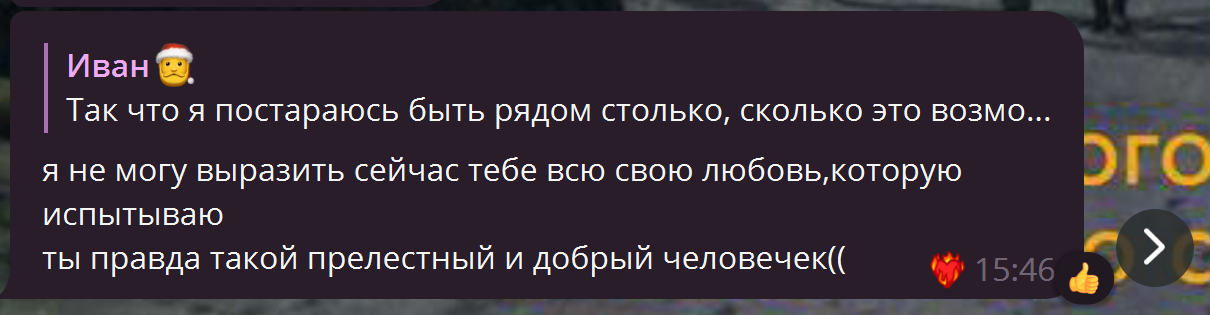 Иван🎅
Так что я постараюсь быть рядом столько, сколько это возмо...
я не могу выразить сейчас тебе всю свою любовь,которую
испытываю
ты правда такой прелестный и добрый человечек((
15:46